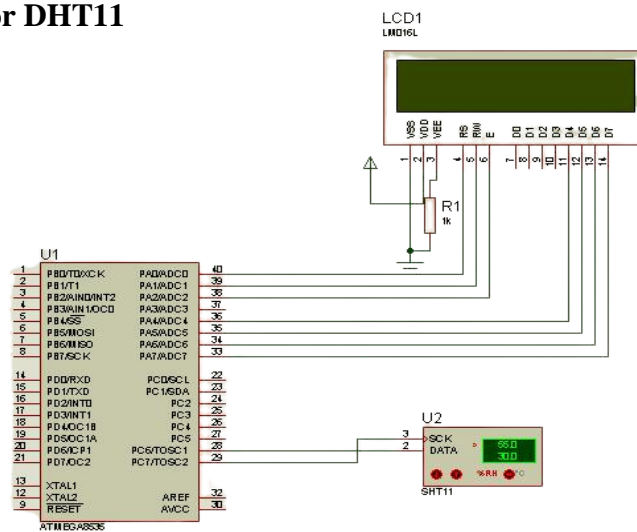 or DHT11
LCD1
LM016L
VSS VDD VEE RS RW E D0 D1 D2 D3 D4 D5 D6 D7
1 2 3 4 5 6 7 8 9 10 11 12 13 14
R1
1k
U1
1 PB0/T0/XCK PA0/ADC0 40
2 PB1/T1 PA1/ADC1 39
3 PB2/AIN0/INT2 PA2/ADC2 38
4 PB3/AIN1/OC0 PA3/ADC3 37
5 PB4/SS PA4/ADC4 36
6 PB5/MOSI PA5/ADC5 35
7 PB6/MISO PA6/ADC6 34
8 PB7/SCK PA7/ADC7 33
14 PD0/RXD PC0/SCL 22
15 PD1/TXD PC1/SDA 23
16 PD2/INT0 PC2 24
17 PD3/INT1 PC3 25
18 PD4/OC1B PC4 26
19 PD5/OC1A PC5 27
20 PD6/ICP1 PC6/TOSC1 28
21 PD7/OC2 PC7/TOSC2 29
13 XTAL1
12 XTAL2 AREF 32
9 RESET AVCC 30
ATMEGA8535
U2
3 SCK
2 DATA
55.0
30.0
%RH °C
SHT11